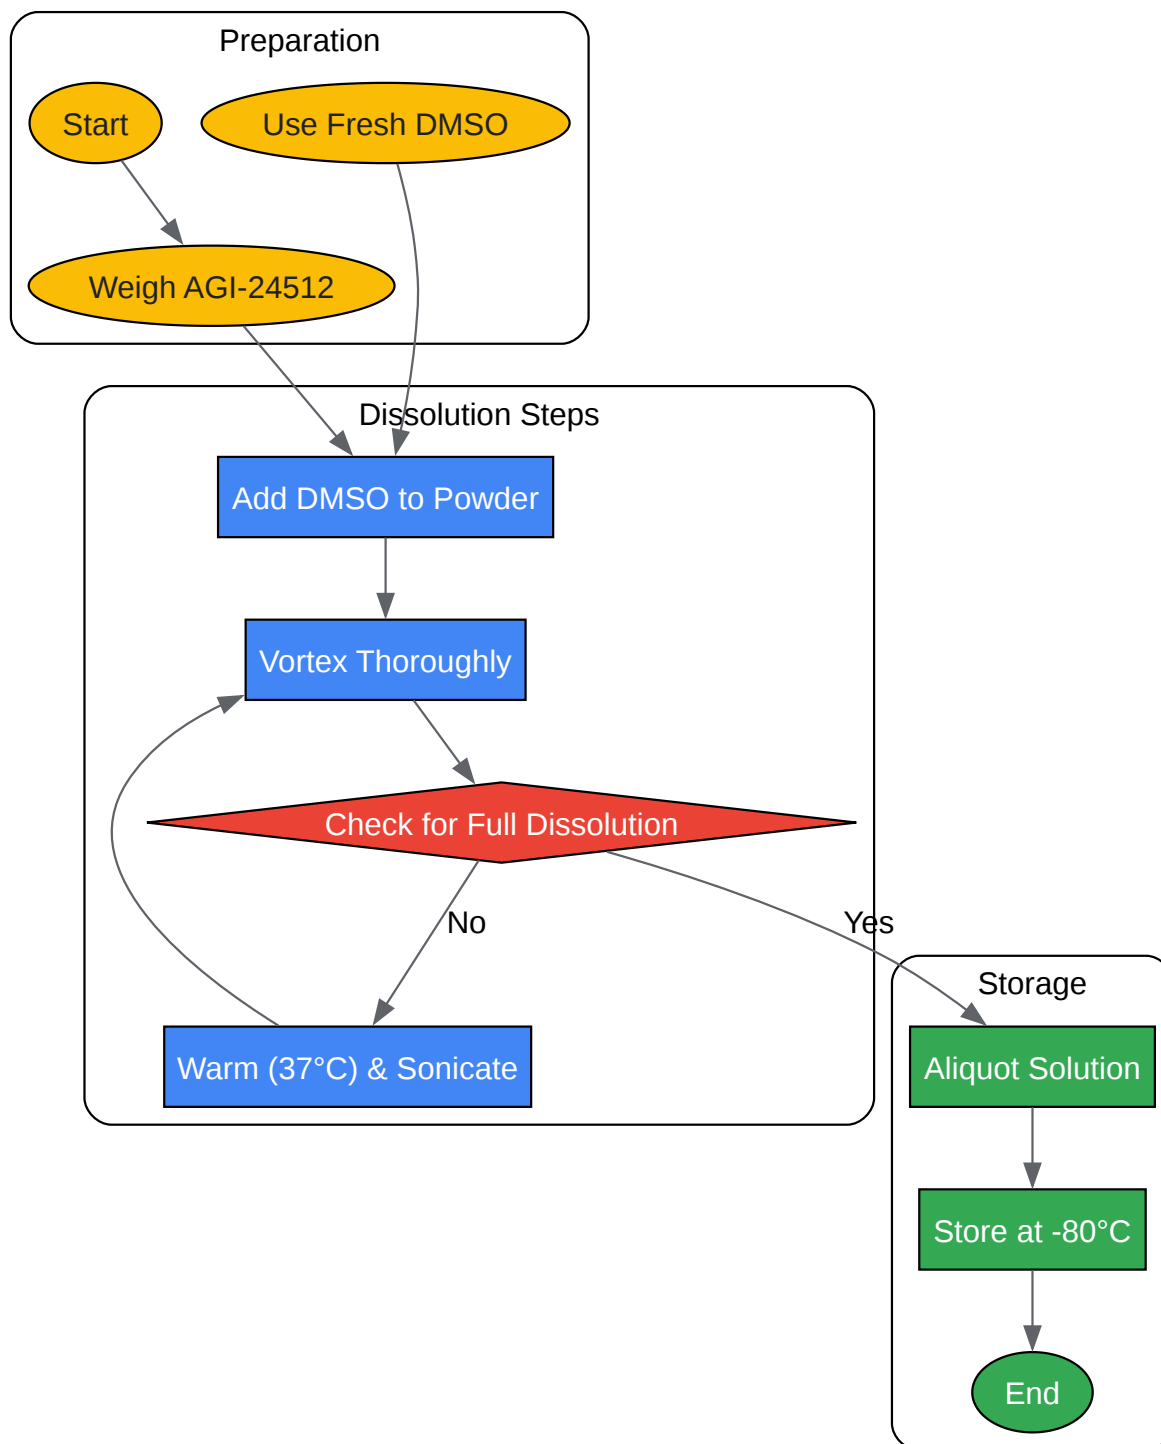 Preparation
Start
Use Fresh DMSO
Weigh AGI-24512
Dissolution Steps
Add DMSO to Powder
Vortex Thoroughly
Check for Full Dissolution
No
Yes
Storage
Warm (37°C) & Sonicate
Aliquot Solution
Store at -80°C
End